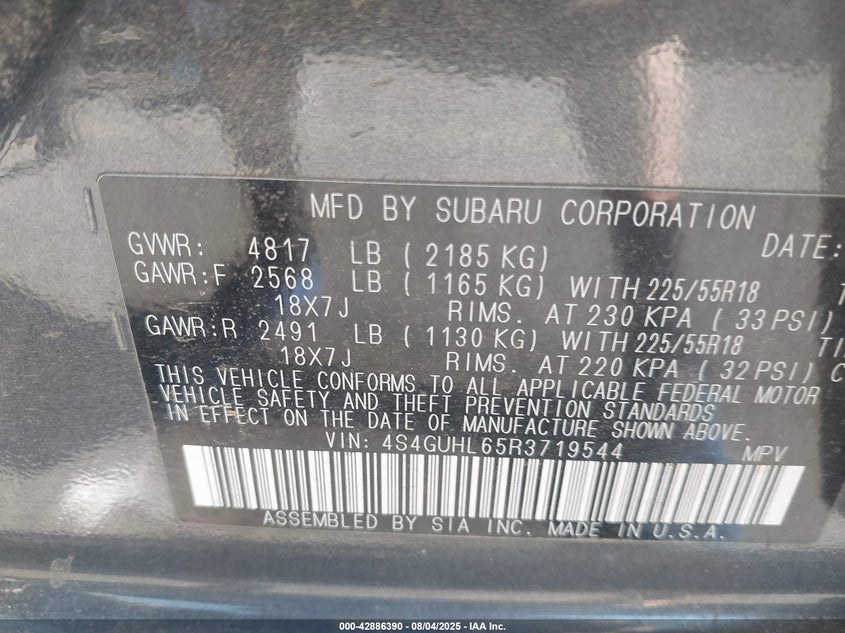 MFD BY SUBARU CORPORATION
GVWR: 4817 LB ( 2185 KG) DATE:
GAWR:F 2568 LB ( 1165 KG) WITH 225/55R18
18X7J RIMS. AT 230 KPA ( 33 PSI)
GAWR:R 2491 LB ( 1130 KG) WITH 225/55R18 TI
18X7J RIMS. AT 220 KPA ( 32 PSI) C
THIS VEHICLE CONFORMS TO ALL APPLICABLE FEDERAL MOTOR
VEHICLE SAFETY AND THEFT PREVENTION STANDARDS
IN EFFECT ON THE DATE OF MANUFACTURE SHOWN ABOVE.
VIN: 4S4GUHL65R3719544 MPV
ASSEMBLED BY SIA INC. MADE IN U.S.A.
000-42886390 - 08/04/2025 - IAA Inc.